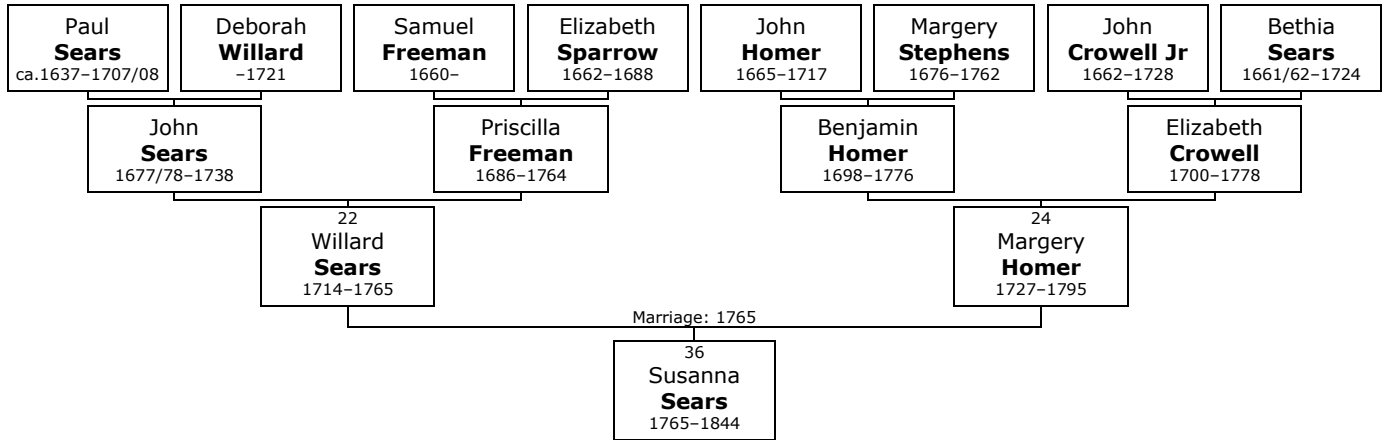 Paul
Sears
ca.1637–1707/08
Deborah
Willard
–1721
Samuel
Freeman
1660–
Elizabeth
Sparrow
1662–1688
John
Homer
1665–1717
Margery
Stephens
1676–1762
John
Crowell Jr
1662–1728
Bethia
Sears
1661/62–1724
John
Sears
1677/78–1738
Priscilla
Freeman
1686–1764
Benjamin
Homer
1698–1776
Elizabeth
Crowell
1700–1778
22
Willard
Sears
1714–1765
24
Margery
Homer
1727–1795
Marriage: 1765
36
Susanna
Sears
1765–1844